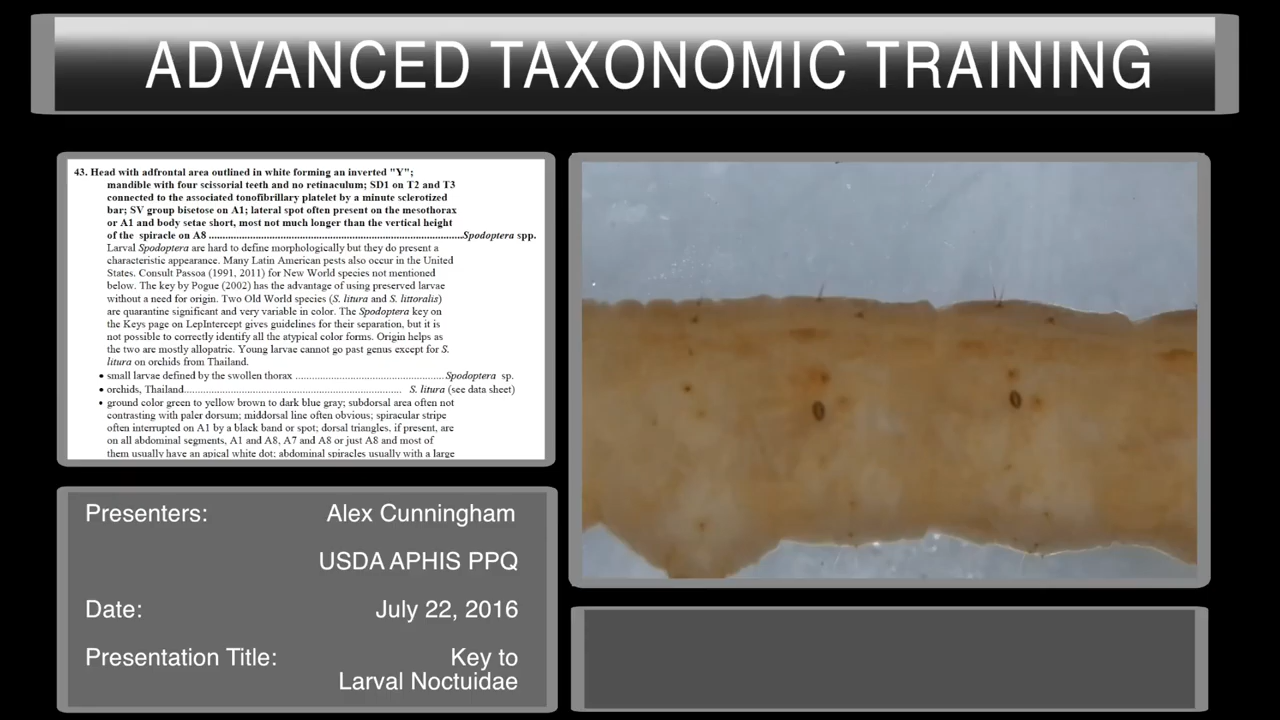 ADVANCED TAXONOMIC TRAINING
43. Head with adfrontal area outlined in white forming an inverted "Y";
mandible with four scissorial teeth and no retinaculum; SD1 on T2 and T3
connected to the associated tonofibrillary platelet by a minute sclerotized
bar; SV group bisetose on A1; lateral spot often present on the mesothorax
or A1 and body setae short, most not much longer than the vertical height
of the spiracle on A8 ......................................................................Spodoptera spp.
Larval Spodoptera are hard to define morphologically but they do present a
characteristic appearance. Many Latin American pests also occur in the United
States. Consult Passoa (1991, 2011) for New World species not mentioned
below. The key by Pogue (2002) has the advantage of using preserved larvae
without a need for origin. Two Old World species (S. litura and S. littoralis)
are quarantine significant and very variable in color. The Spodoptera key on
the Keys page on LepIntercept gives guidelines for their separation, but it is
not possible to correctly identify all the atypical color forms. Origin helps as
the two are mostly allopatric. Young larvae cannot go past genus except for S.
litura on orchids from Thailand.
• small larvae defined by the swollen thorax ..........................................Spodoptera sp.
• orchids, Thailand............................................................ S. litura (see data sheet)
• ground color green to yellow brown to dark blue gray; subdorsal area often not
contrasting with paler dorsum; middorsal line often obvious; spiracular stripe
often interrupted on A1 by a black band or spot; dorsal triangles, if present, are
on all abdominal segments, A1 and A8, A7 and A8 or just A8 and most of
them usually have an apical white dot; abdominal spiracles usually with a large
Presenters: Alex Cunningham
USDA APHIS PPQ
Date: July 22, 2016
Presentation Title: Key to
Larval Noctuidae